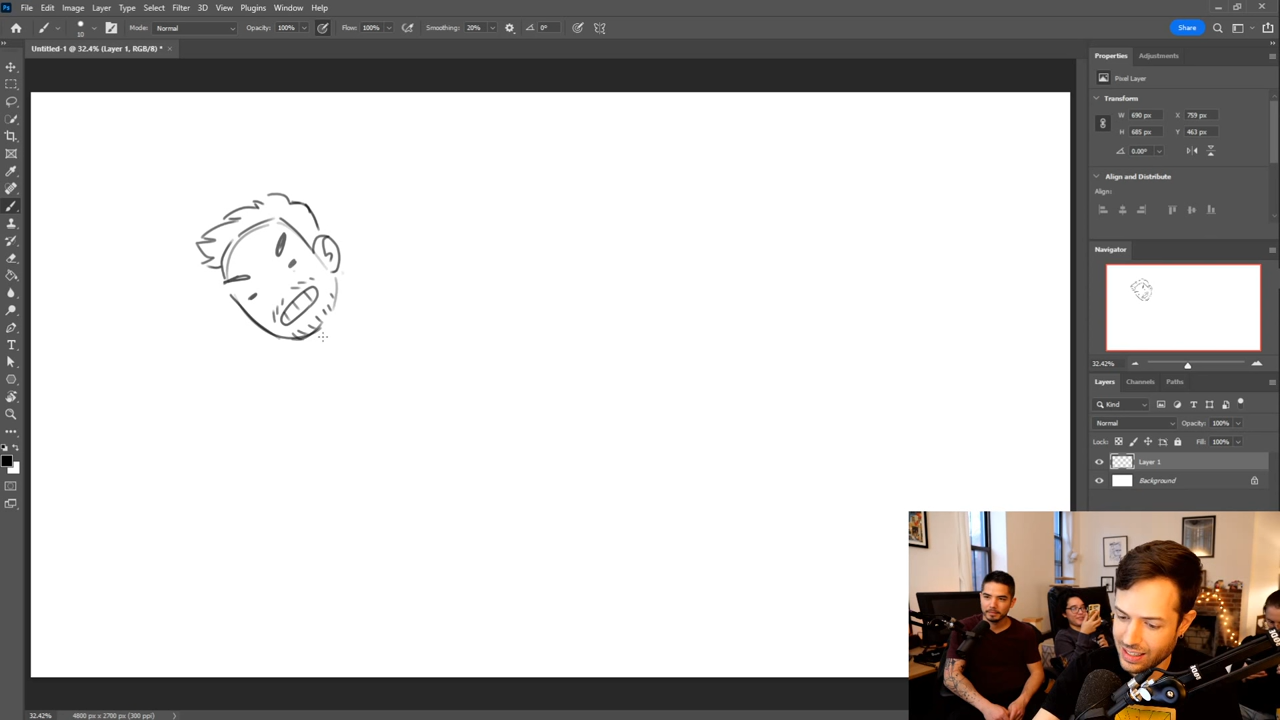 Ps File Edit Image Layer Type Select Filter 3D View Plugins Window Help
10 Mode: Normal Opacity: 100% Flow: 100% Smoothing: 20% 0° Share
Untitled-1 @ 32.4% (Layer 1, RGB/8) * ×
Properties Adjustments
Pixel Layer
Transform
W 690 px X 759 px
H 685 px Y 463 px
0.00°
Align and Distribute
Align:
Navigator
32.42%
Layers Channels Paths
Kind
Normal Opacity: 100%
Lock: Fill: 100%
Layer 1
Background
32.42% 4800 px x 2700 px (300 ppi)